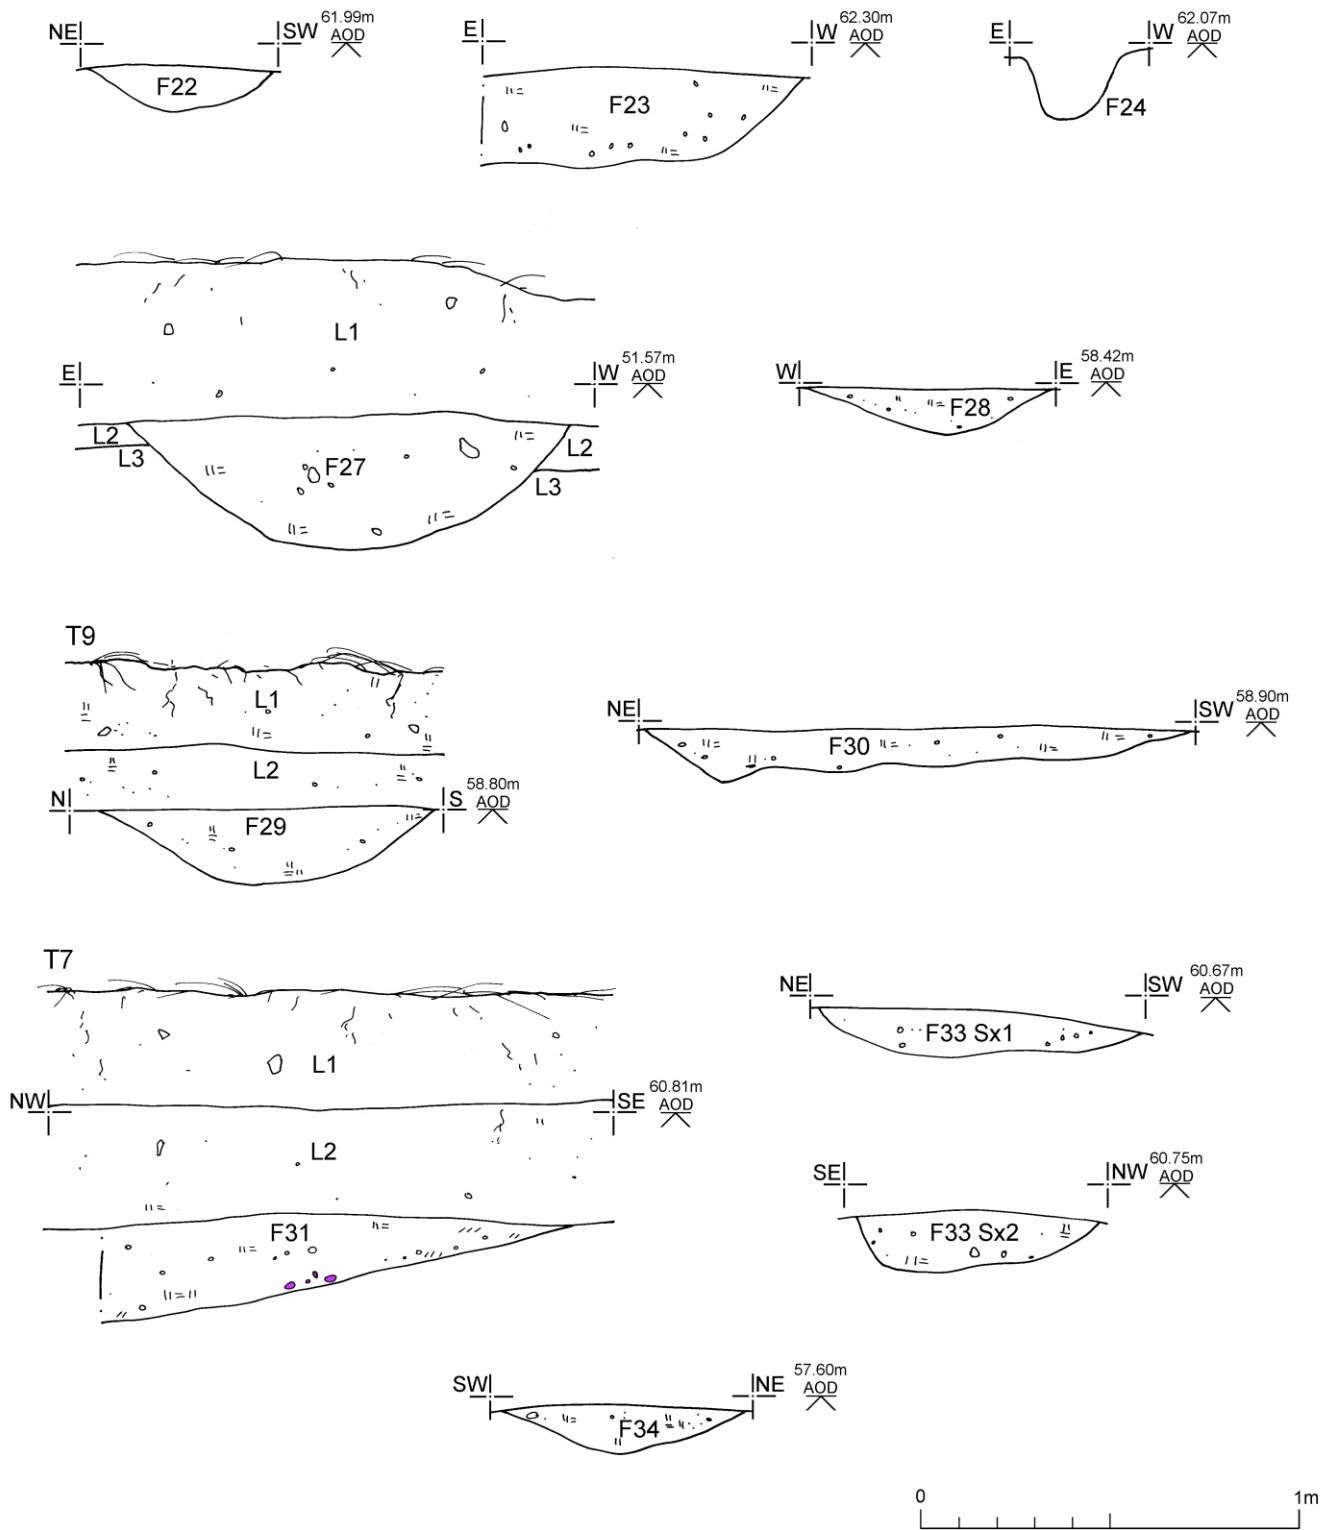 NE SW 61.99m AOD
F22
E W 62.30m AOD
F23
E W 62.07m AOD
F24
L1
E W 51.57m AOD
L2 L2
L3 F27 L3
W E 58.42m AOD
F28
T9
L1
L2
N S 58.80m AOD
F29
NE SW 58.90m AOD
F30
T7
L1
NW SE 60.81m AOD
L2
F31
NE SW 60.67m AOD
F33 Sx1
SE NW 60.75m AOD
F33 Sx2
SW NE 57.60m AOD
F34
0 1m